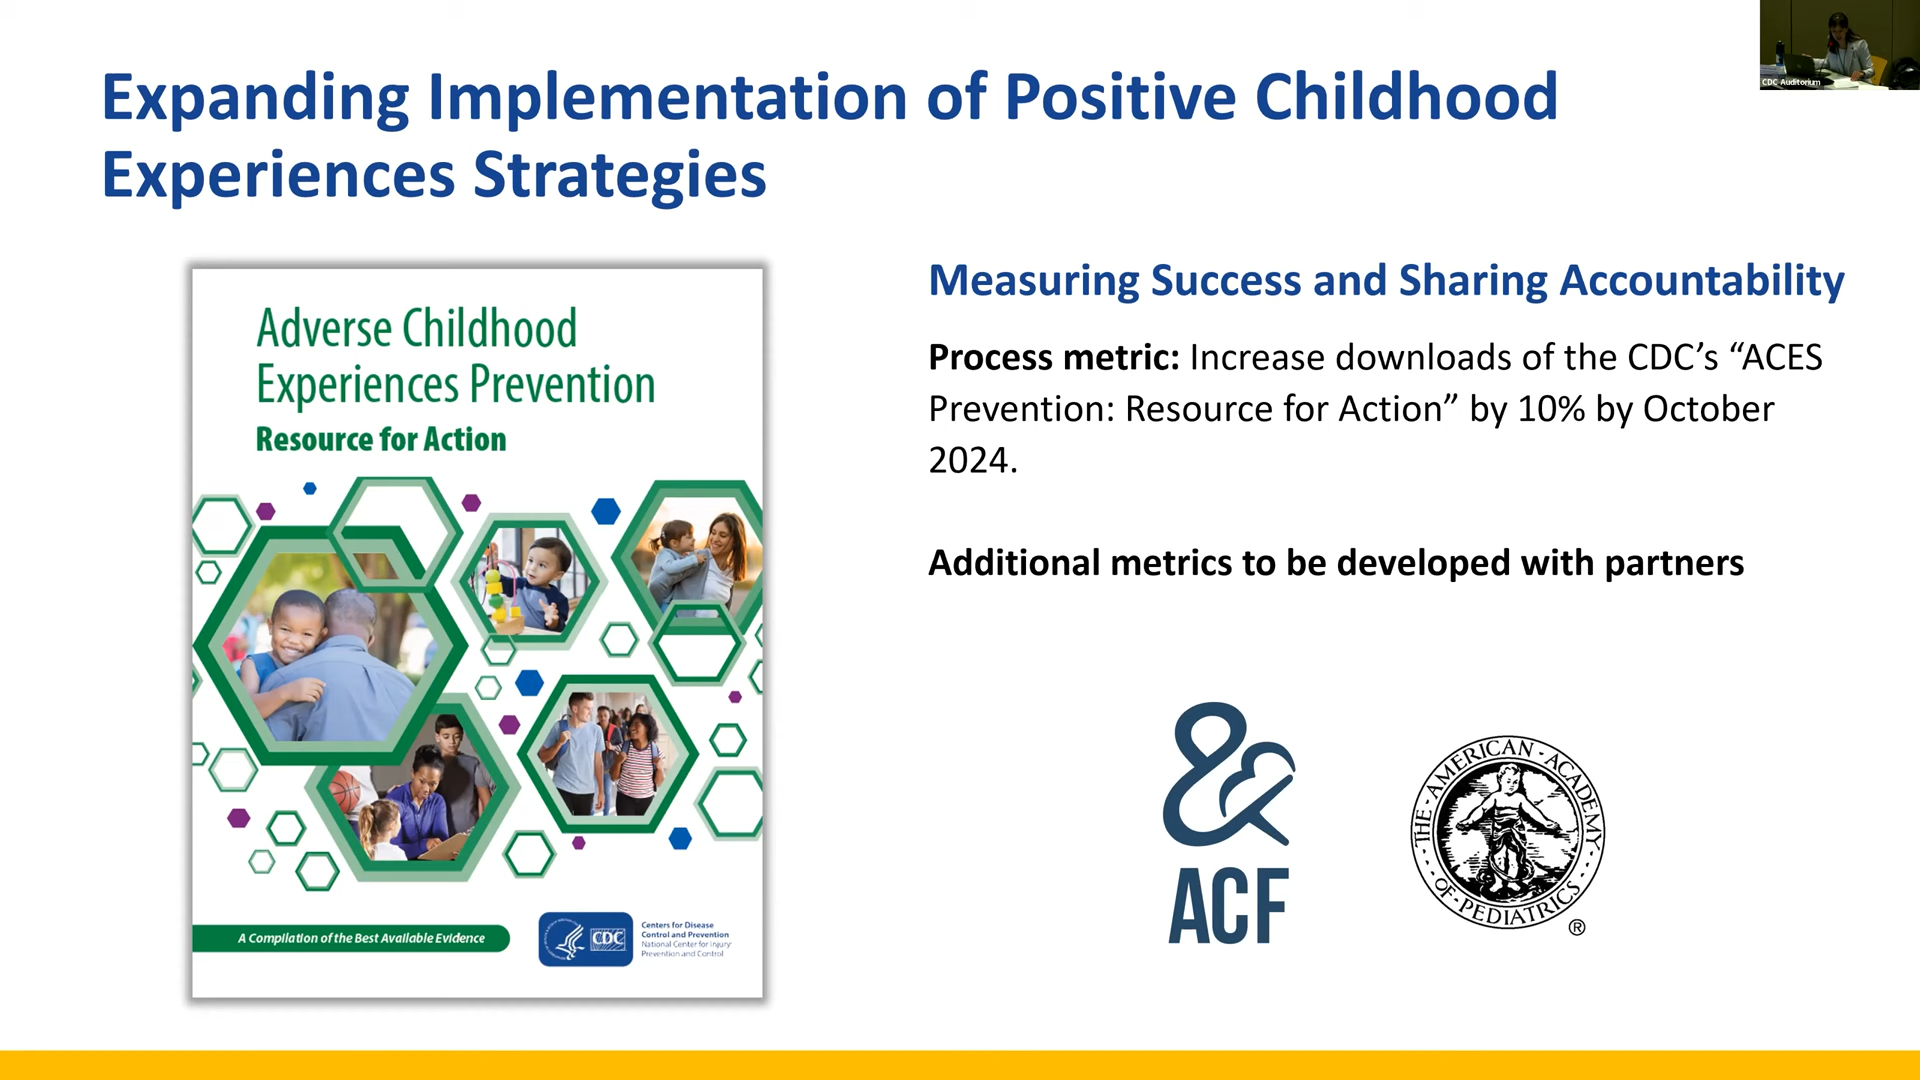 CDC Auditorium
Expanding Implementation of Positive Childhood
Experiences Strategies
Adverse Childhood
Experiences Prevention
Resource for Action
A Compilation of the Best Available Evidence
CDC
Centers for Disease
Control and Prevention
National Center for Injury
Prevention and Control
Measuring Success and Sharing Accountability
Process metric: Increase downloads of the CDC’s “ACES
Prevention: Resource for Action” by 10% by October
2024.
Additional metrics to be developed with partners
ACF
THE · AMERICAN · ACADEMY · OF · PEDIATRICS ·
®